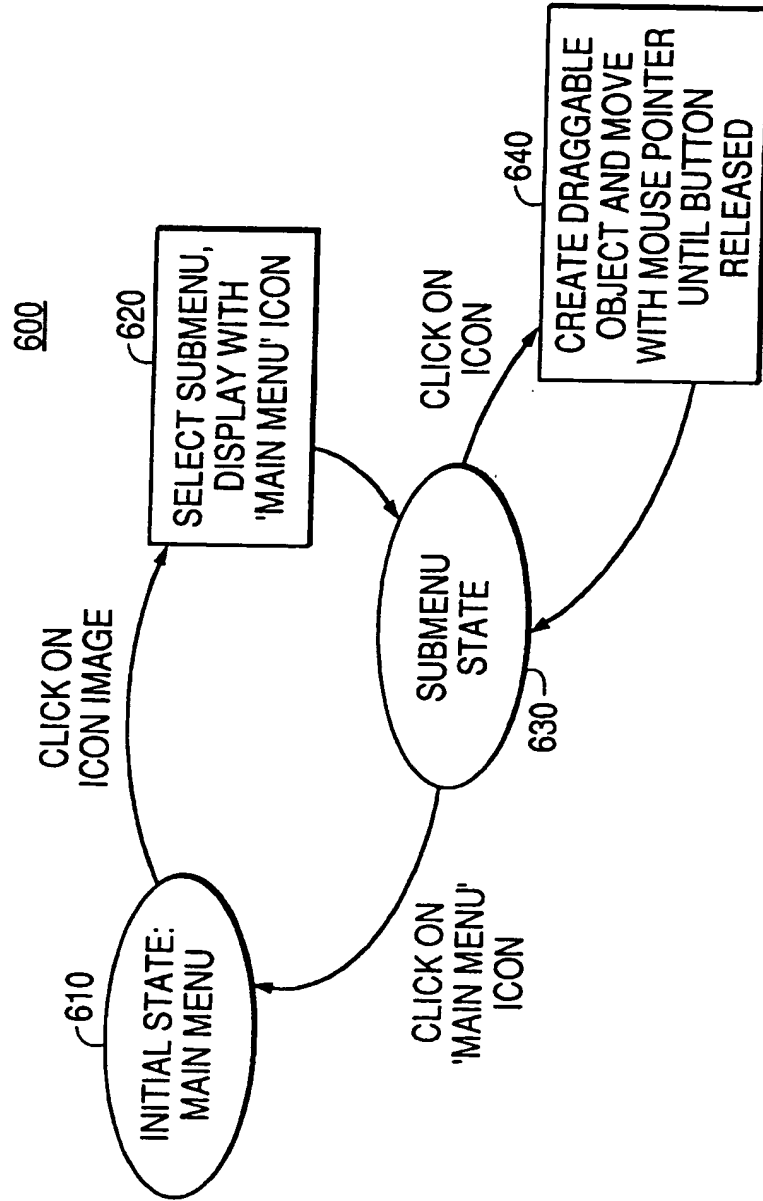 600
610
INITIAL STATE:
MAIN MENU
CLICK ON
ICON IMAGE
620
SELECT SUBMENU,
DISPLAY WITH
'MAIN MENU' ICON
CLICK ON
'MAIN MENU'
ICON
SUBMENU
STATE
630
CLICK ON
ICON
640
CREATE DRAGGABLE
OBJECT AND MOVE
WITH MOUSE POINTER
UNTIL BUTTON
RELEASED